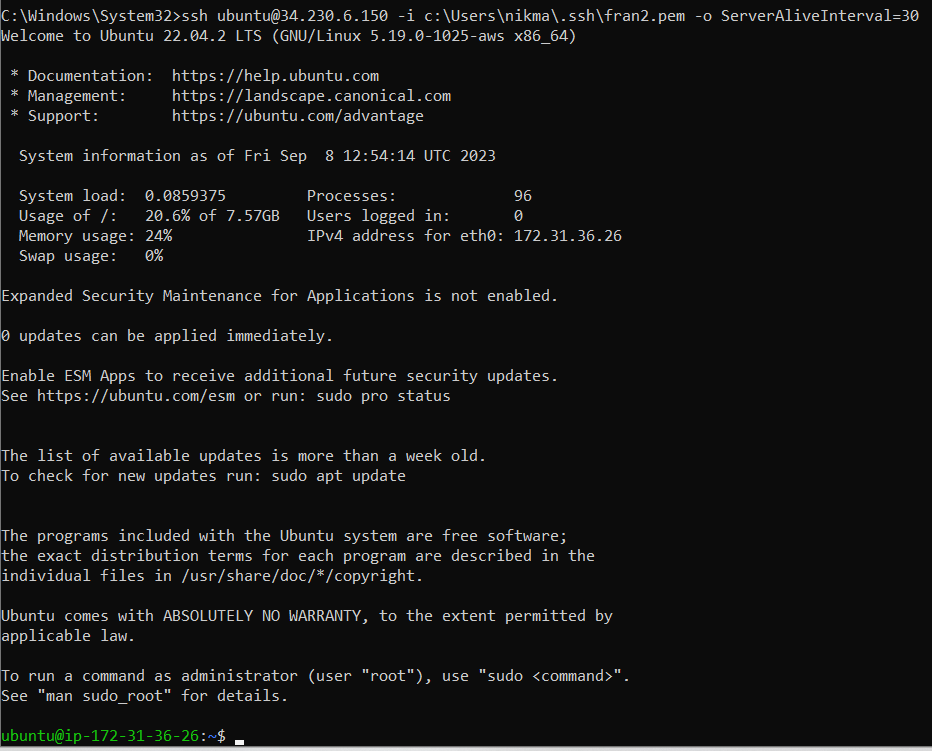 C:\Windows\System32>ssh ubuntu@34.230.6.150 -i c:\Users\nikma\.ssh\fran2.pem -o ServerAliveInterval=30
Welcome to Ubuntu 22.04.2 LTS (GNU/Linux 5.19.0-1025-aws x86_64)
* Documentation:  https://help.ubuntu.com
* Management:     https://landscape.canonical.com
* Support:        https://ubuntu.com/advantage
System information as of Fri Sep  8 12:54:14 UTC 2023
System load:  0.0859375         Processes:             96
Usage of /:   20.6% of 7.57GB   Users logged in:       0
Memory usage: 24%               IPv4 address for eth0: 172.31.36.26
Swap usage:   0%
Expanded Security Maintenance for Applications is not enabled.
0 updates can be applied immediately.
Enable ESM Apps to receive additional future security updates.
See https://ubuntu.com/esm or run: sudo pro status
The list of available updates is more than a week old.
To check for new updates run: sudo apt update
The programs included with the Ubuntu system are free software;
the exact distribution terms for each program are described in the
individual files in /usr/share/doc/*/copyright.
Ubuntu comes with ABSOLUTELY NO WARRANTY, to the extent permitted by
applicable law.
To run a command as administrator (user "root"), use "sudo <command>".
See "man sudo_root" for details.
ubuntu@ip-172-31-36-26:~$